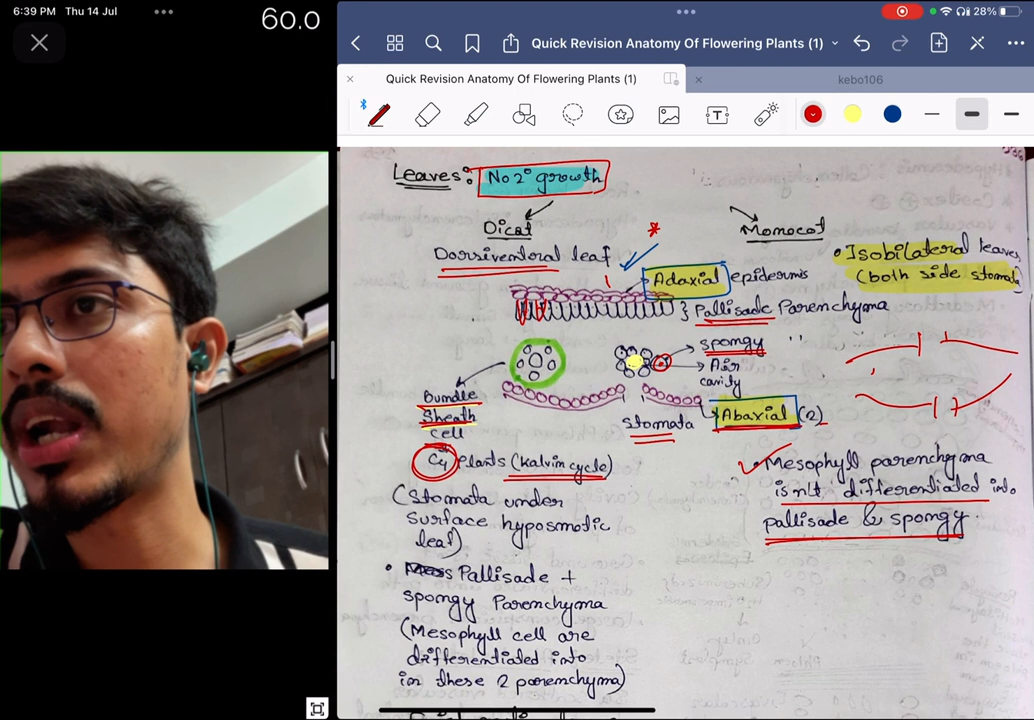 6:39 PM Thu 14 Jul
60.0
28%
Quick Revision Anatomy Of Flowering Plants (1)
Quick Revision Anatomy Of Flowering Plants (1)
kebo106
Leaves: No 2° growth
Dicot
Monocot
Dorsiventoral leaf
• Isobilateral leaves
(both side stomata)
Adaxial epidermis
} Pallisade Parenchyma
spongy " "
Air
cavity
Bundle
Sheath
cell
Stomata
Abaxial (2)
C4 plants (Kalvin cycle)
(Stomata under
surface hyposmotic
leaf)
• Mesophyll parenchyma
isn't differentiated into
pallisade & spongy.
• Mess Pallisade +
spongy Parenchyma
(Mesophyll cell are
differentiated into
in these 2 parenchyma)